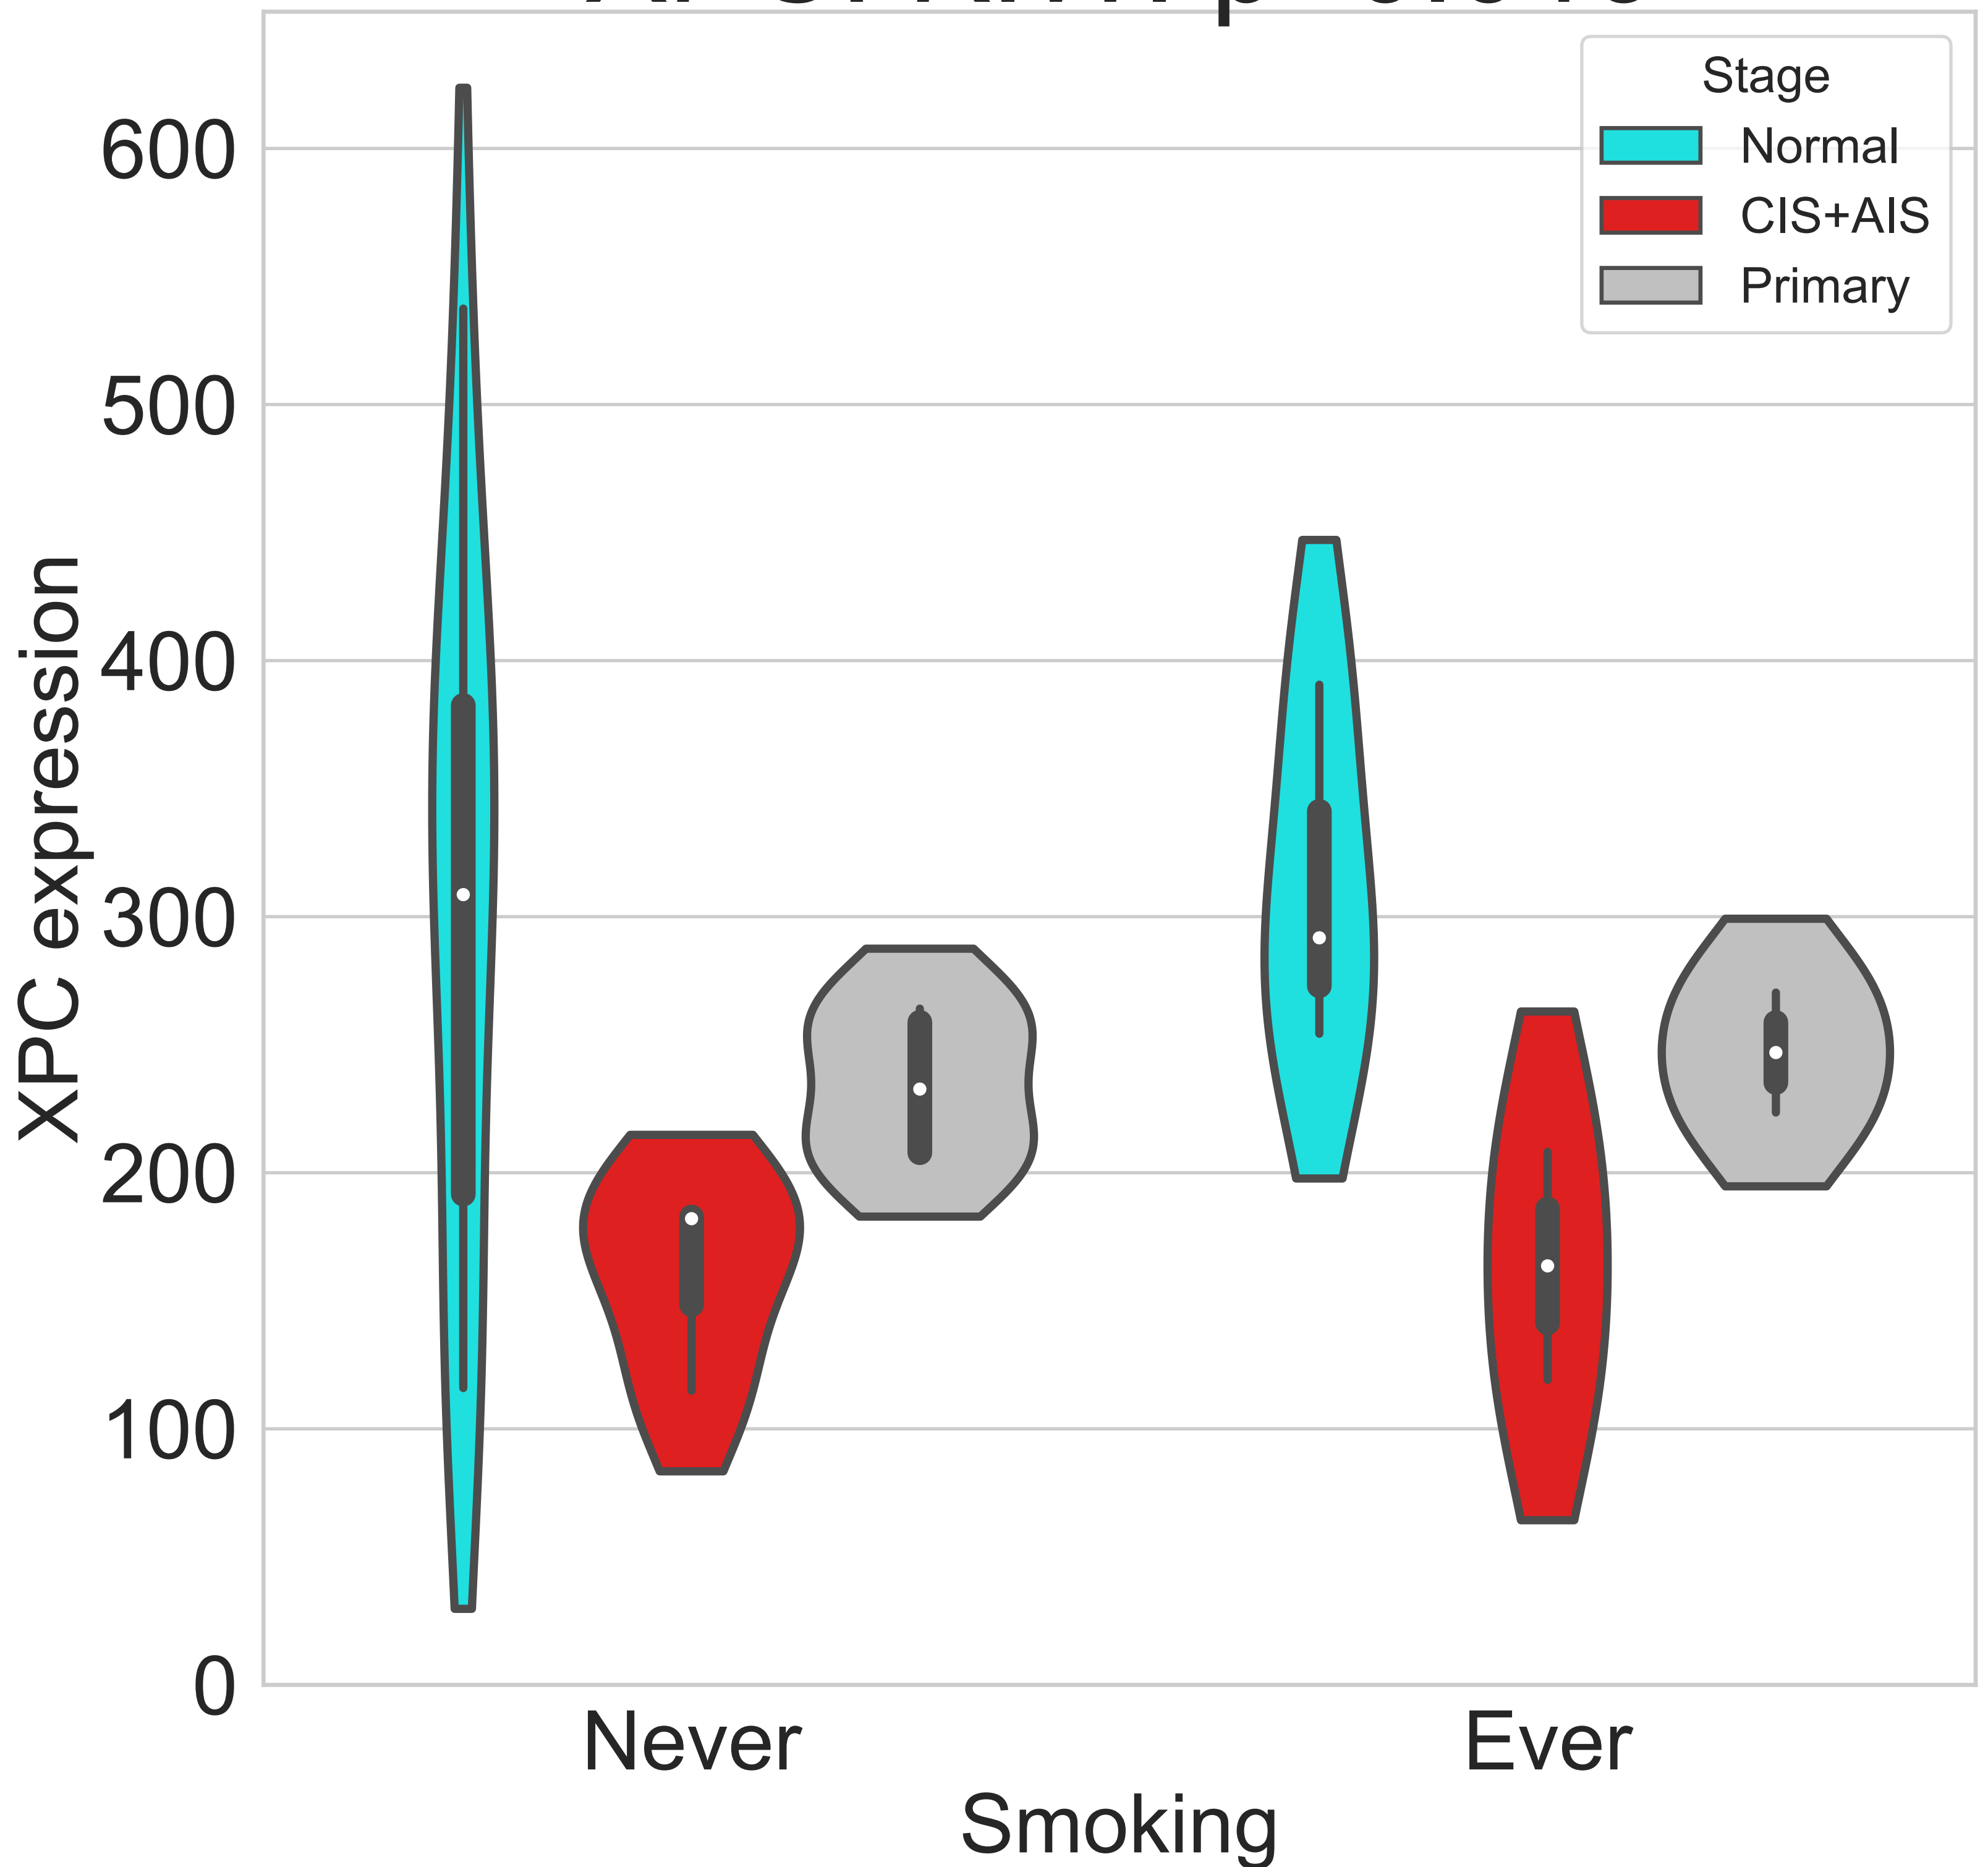 Stage
Normal
CIS+AIS
Primary
600
500
400
300
200
100
0
XPC expression
Never
Ever
Smoking